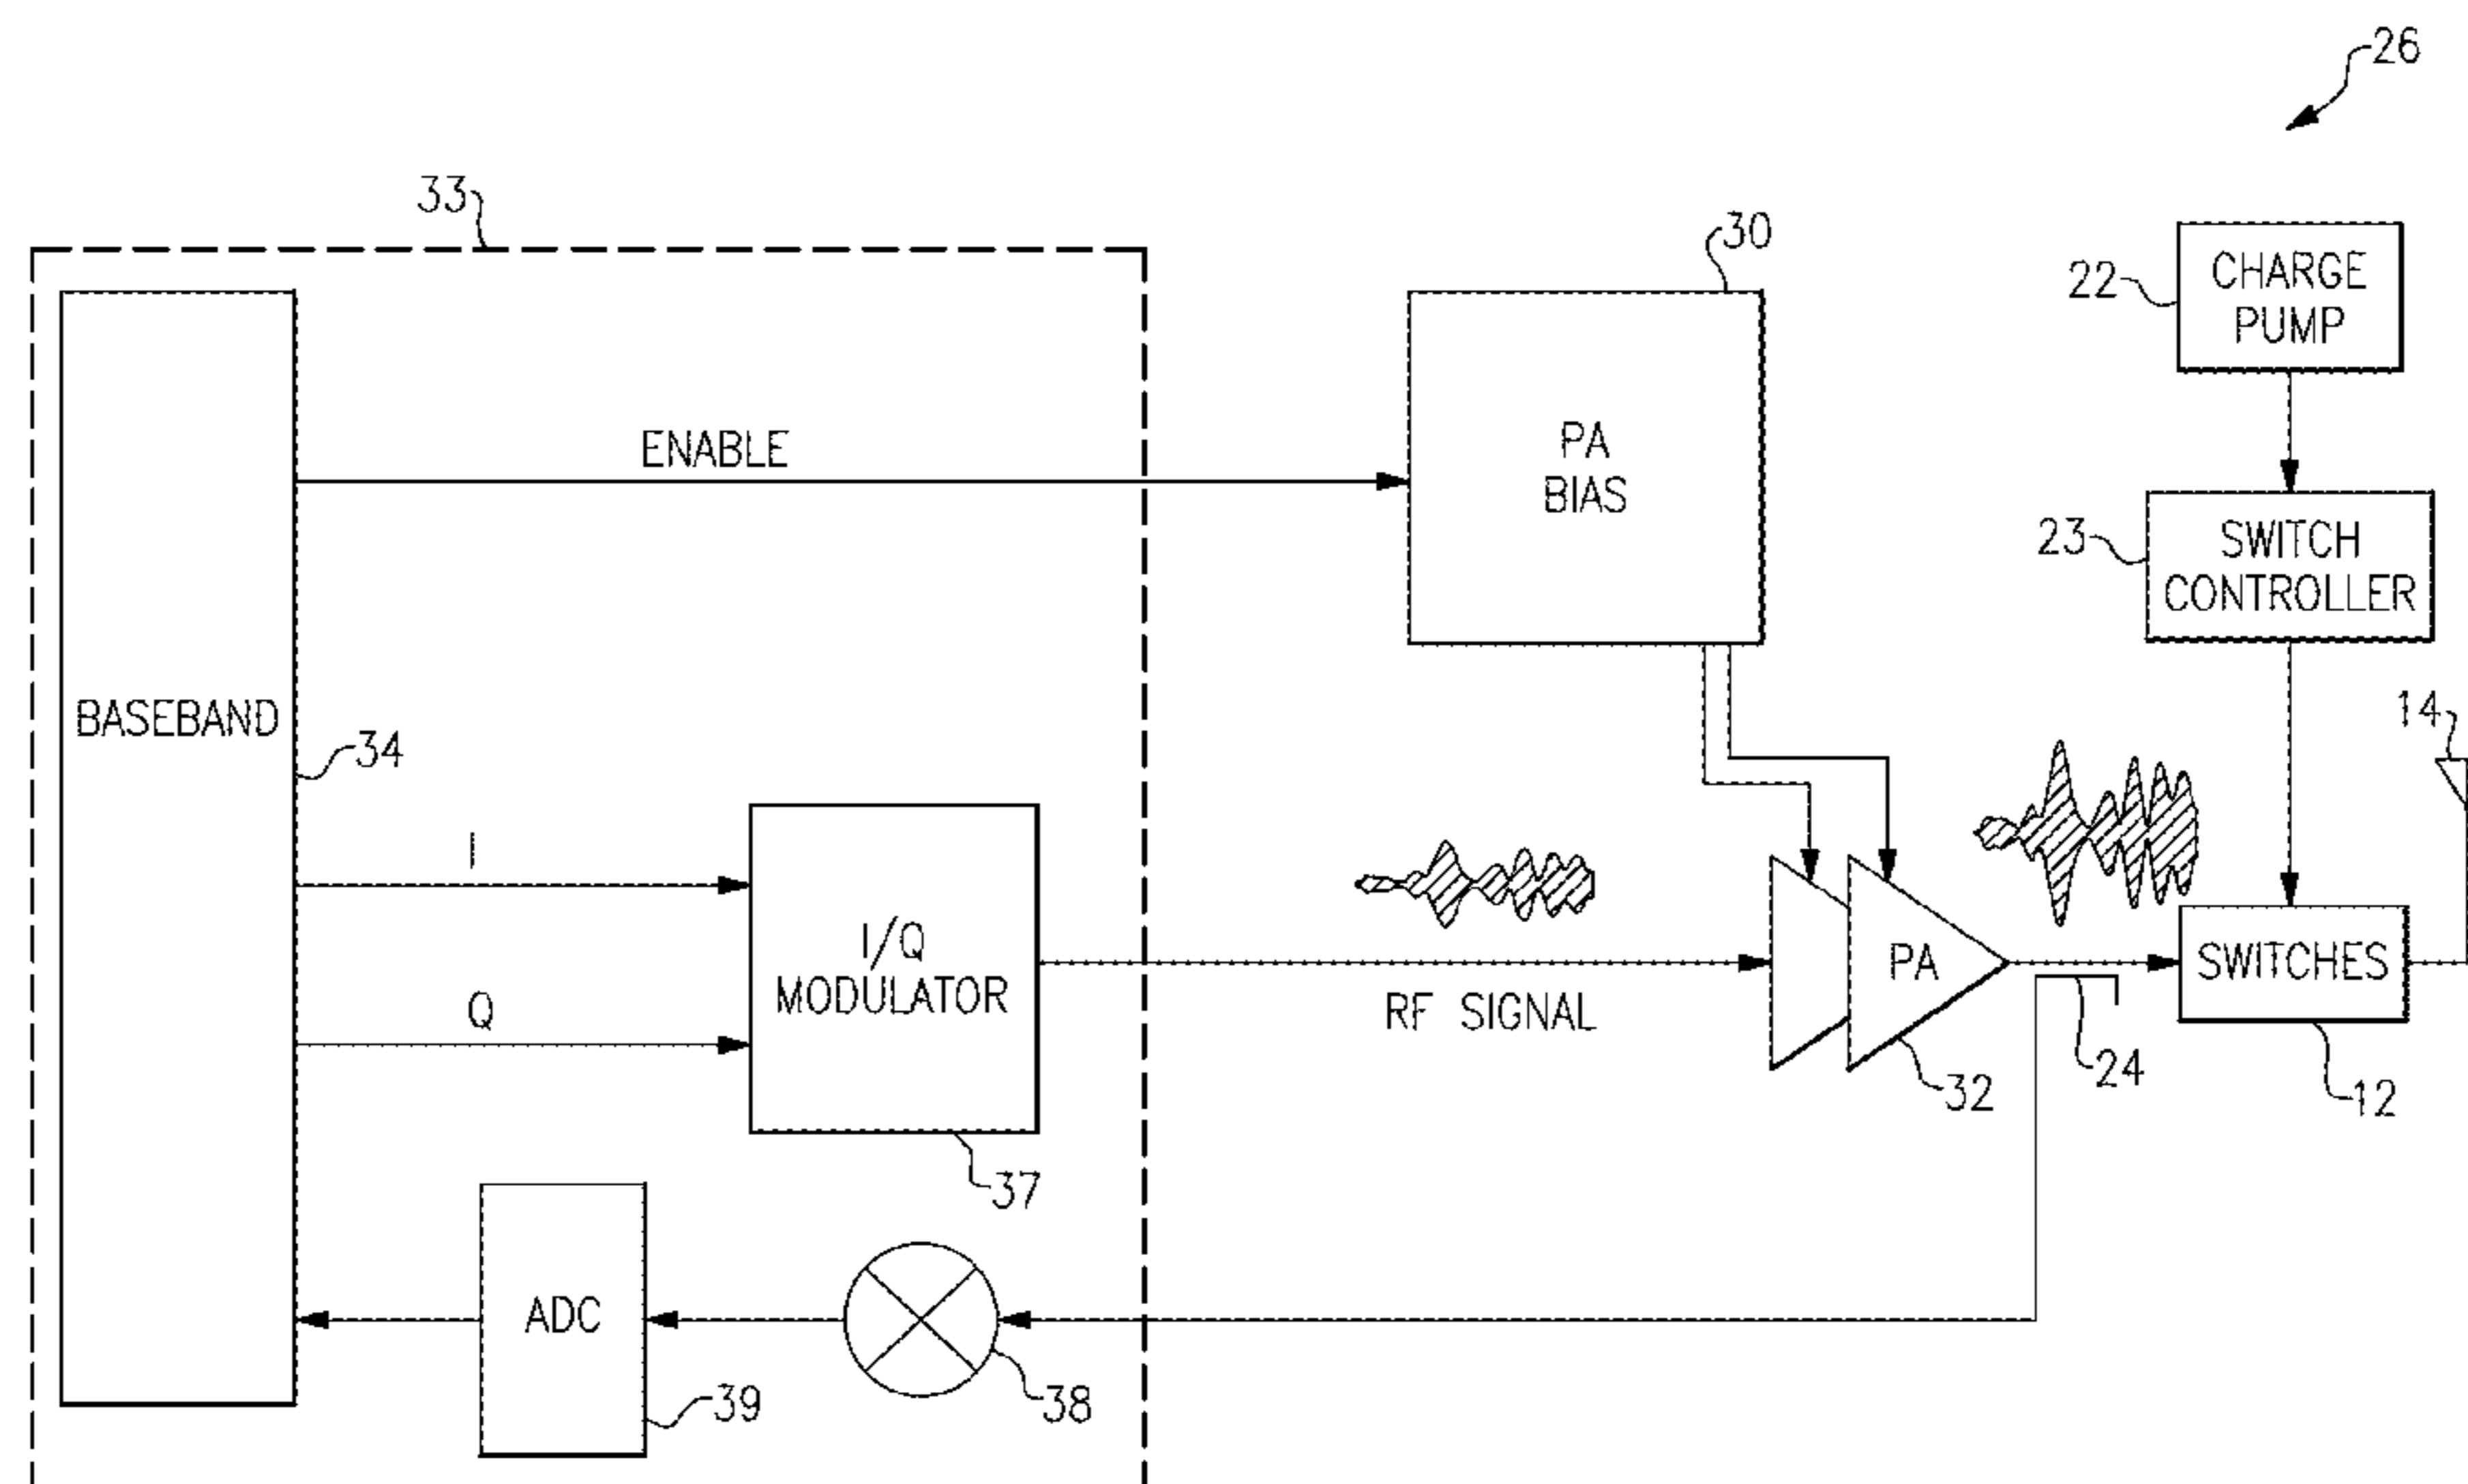 26
33
30
22
CHARGE
PUMP
ENABLE
PA
BIAS
23
SWITCH
CONTROLLER
BASEBAND
34
14
I
I/Q
MODULATOR
Q
RF SIGNAL
PA
SWITCHES
32
24
12
37
ADC
39
38